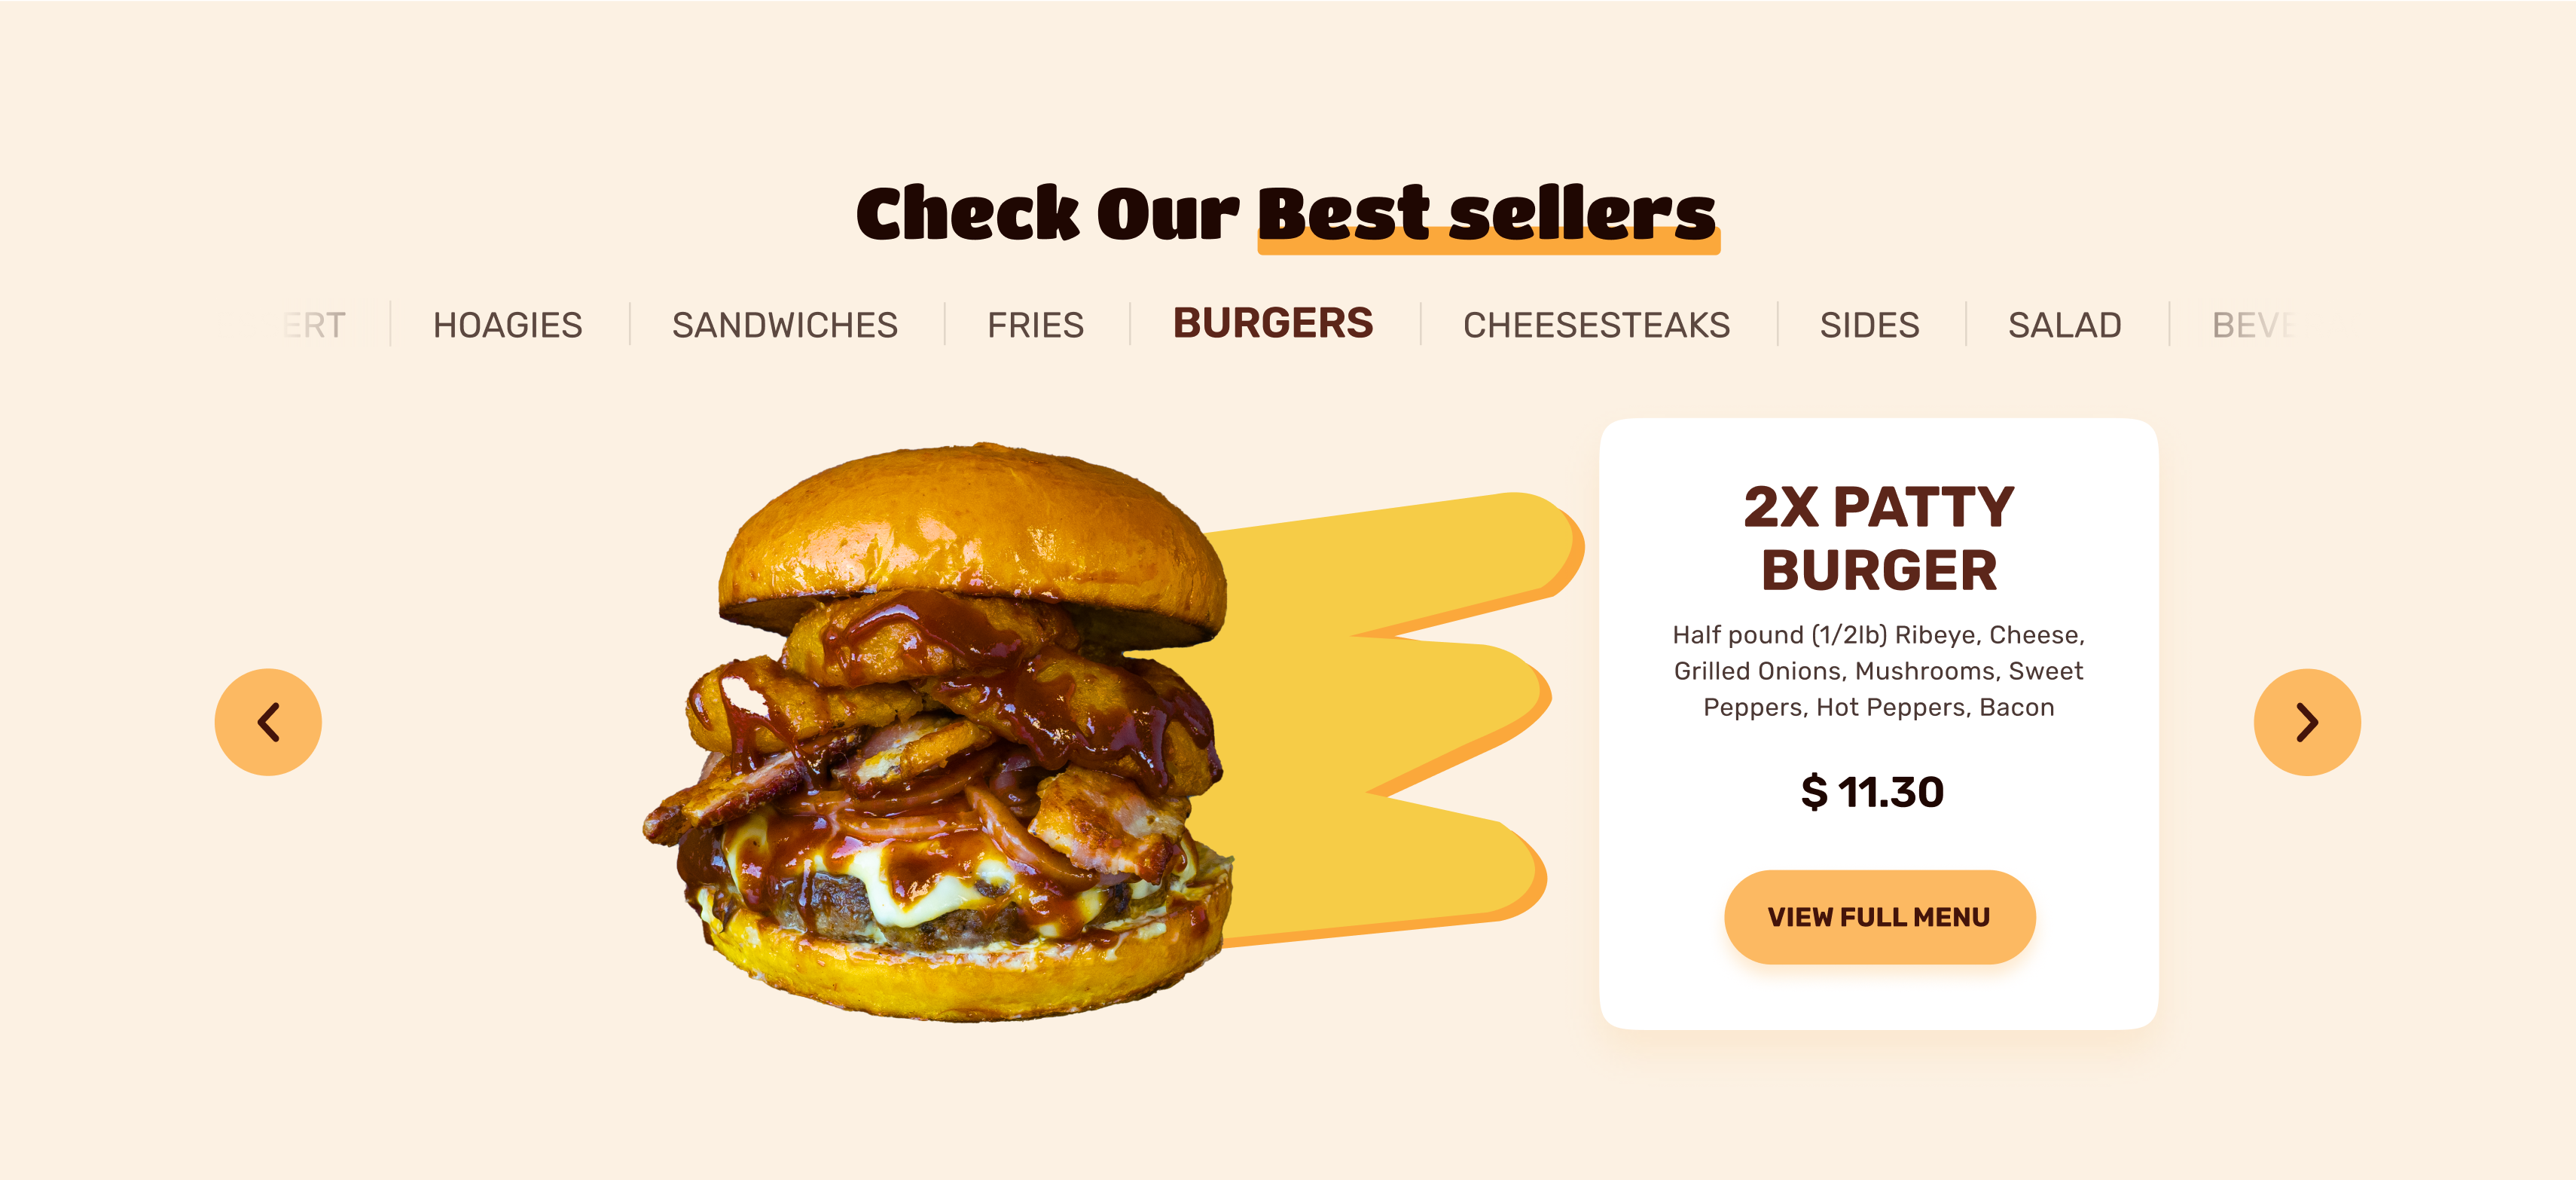 Check Our Best sellers
ERT HOAGIES SANDWICHES FRIES BURGERS CHEESESTEAKS SIDES SALAD BEVE
2X PATTY
BURGER
Half pound (1/2lb) Ribeye, Cheese,
Grilled Onions, Mushrooms, Sweet
Peppers, Hot Peppers, Bacon
$ 11.30
VIEW FULL MENU